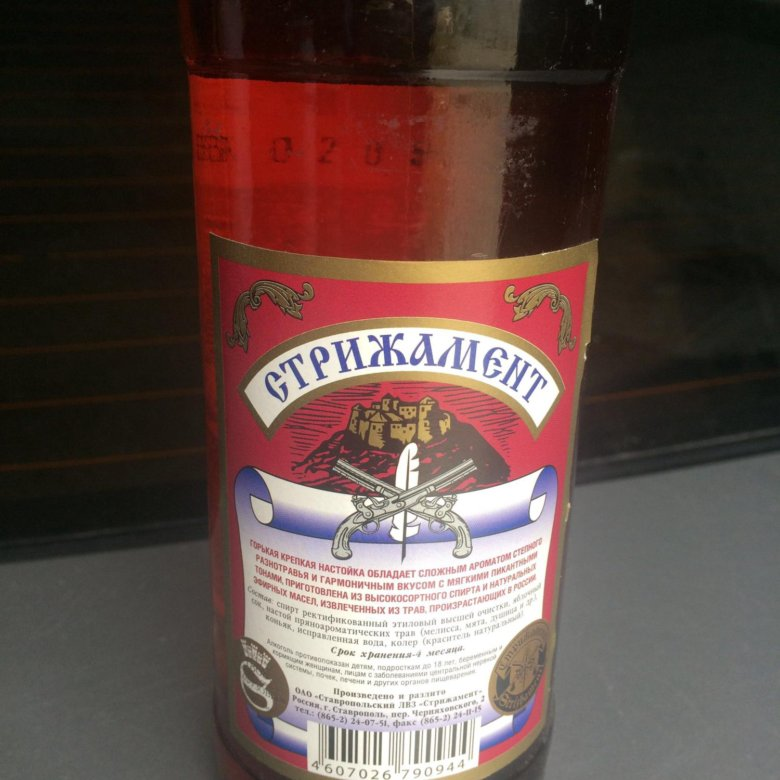 0 2 0
СТРИЖАМЕНТ
ГОРЬКАЯ КРЕПКАЯ НАСТОЙКА ОБЛАДАЕТ СЛОЖНЫМ АРОМАТОМ СТЕПНОГО
РАЗНОТРАВЬЯ И ГАРМОНИЧНЫМ ВКУСОМ С МЯГКИМИ ПИКАНТНЫМИ
ТОНАМИ, ПРИГОТОВЛЕНА ИЗ ВЫСОКОСОРТНОГО СПИРТА И НАТУРАЛЬНЫХ
ЭФИРНЫХ МАСЕЛ, ИЗВЛЕЧЕННЫХ ИЗ ТРАВ, ПРОИЗРАСТАЮЩИХ В РОССИИ.
Состав: спирт ректификованный этиловый высшей очистки, яблочный
сок, настой пряноароматических трав (мелисса, мята, душица и др.),
коньяк, исправленная вода, колер (краситель натуральный).
Срок хранения-4 месяца.
Алкоголь противопоказан детям, подросткам до 18 лет, беременным и
кормящим женщинам, лицам с заболеваниями центральной нервной
системы, почек, печени и других органов пищеварения.
Произведено и разлито
ОАО «Ставропольский ЛВЗ «Стрижамент»
Россия, г. Ставрополь, пер. Черняховского, 2
тел.: (865-2) 24-07-51, факс (865-2) 24-11-15
4 607026 790944